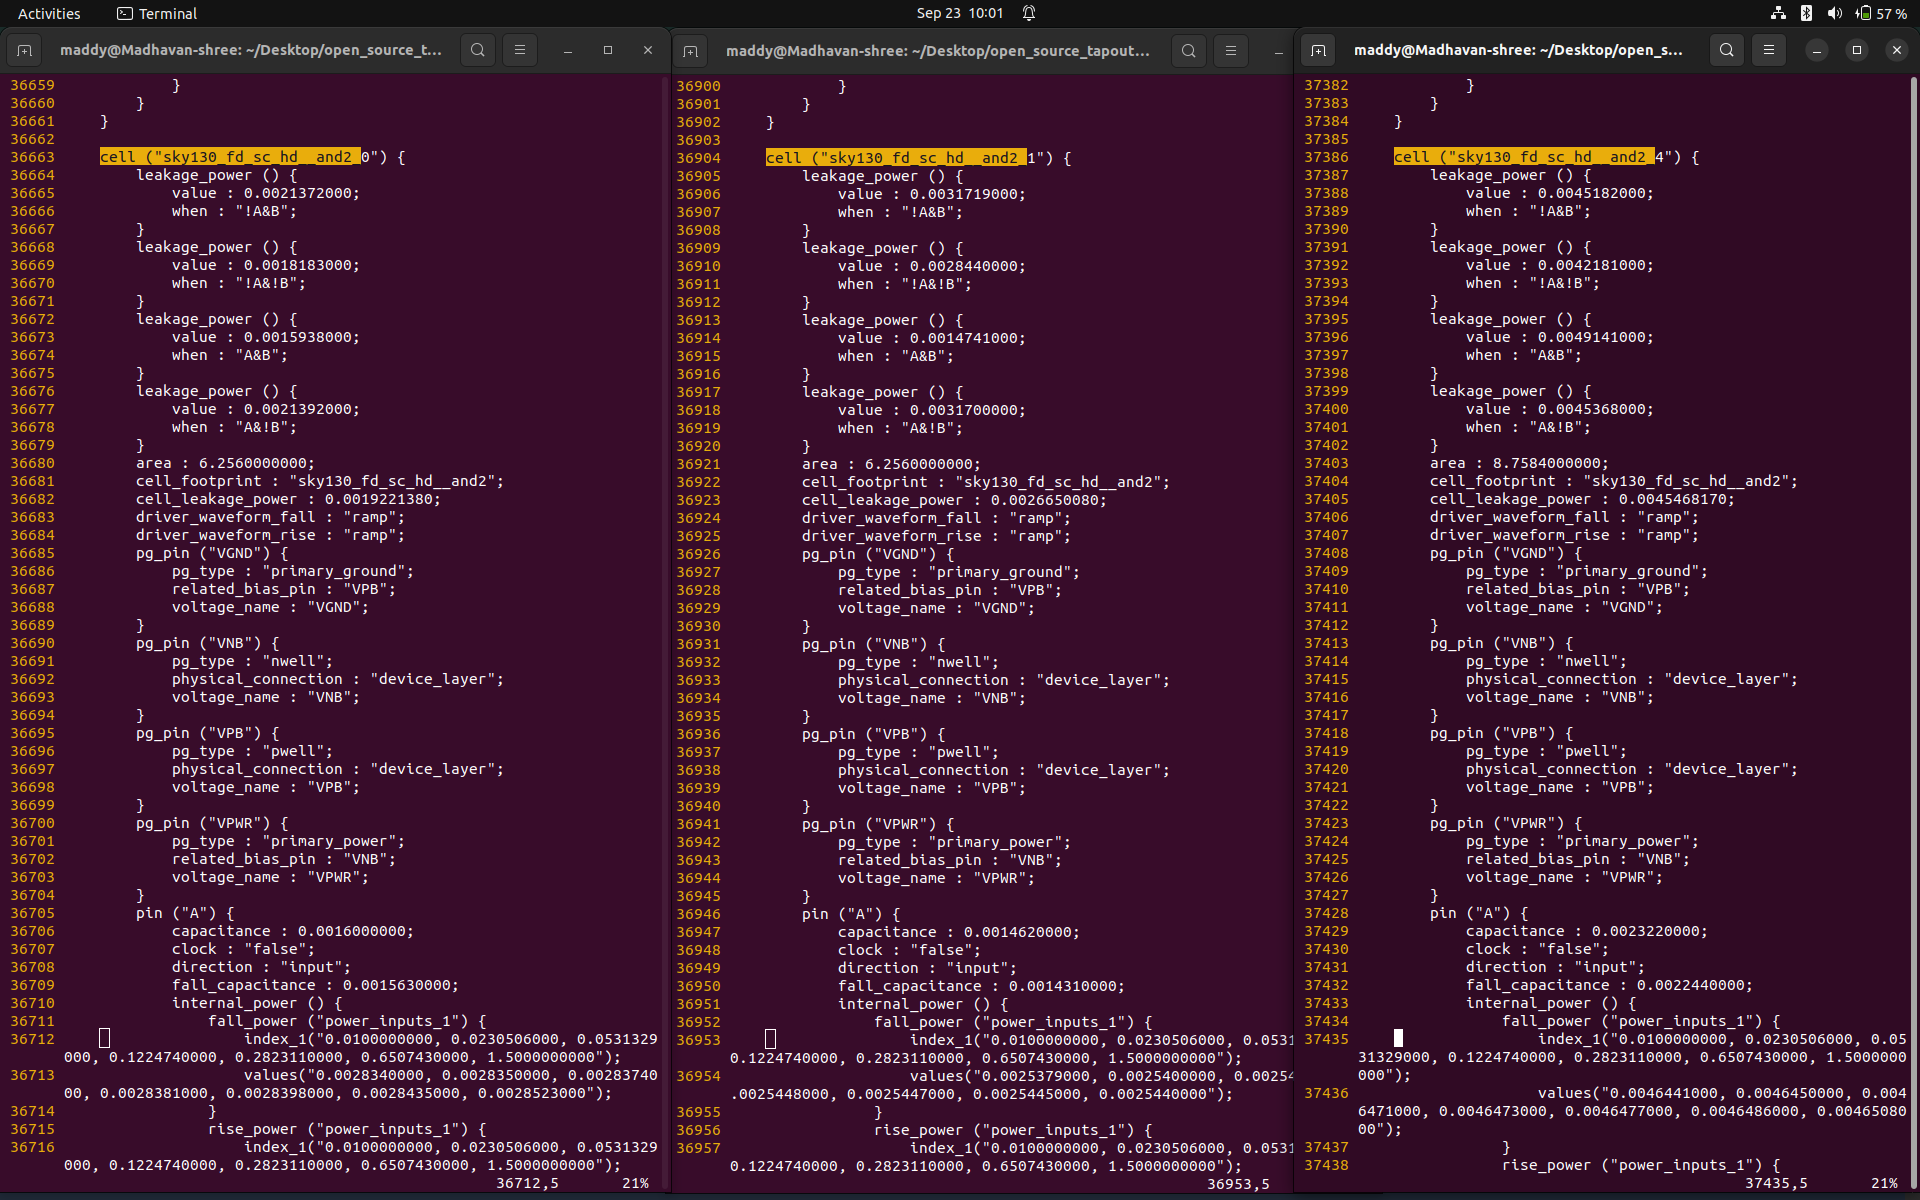 Activities
Terminal
Sep 23 10:01
57 %
maddy@Madhavan-shree: ~/Desktop/open_source_t...
36659 }
36660 }
36661 }
36662
36663 cell ("sky130_fd_sc_hd__and2_0") {
36664 leakage_power () {
36665 value : 0.0021372000;
36666 when : "!A&B";
36667 }
36668 leakage_power () {
36669 value : 0.0018183000;
36670 when : "!A&!B";
36671 }
36672 leakage_power () {
36673 value : 0.0015938000;
36674 when : "A&B";
36675 }
36676 leakage_power () {
36677 value : 0.0021392000;
36678 when : "A&!B";
36679 }
36680 area : 6.2560000000;
36681 cell_footprint : "sky130_fd_sc_hd__and2";
36682 cell_leakage_power : 0.0019221380;
36683 driver_waveform_fall : "ramp";
36684 driver_waveform_rise : "ramp";
36685 pg_pin ("VGND") {
36686 pg_type : "primary_ground";
36687 related_bias_pin : "VPB";
36688 voltage_name : "VGND";
36689 }
36690 pg_pin ("VNB") {
36691 pg_type : "nwell";
36692 physical_connection : "device_layer";
36693 voltage_name : "VNB";
36694 }
36695 pg_pin ("VPB") {
36696 pg_type : "pwell";
36697 physical_connection : "device_layer";
36698 voltage_name : "VPB";
36699 }
36700 pg_pin ("VPWR") {
36701 pg_type : "primary_power";
36702 related_bias_pin : "VNB";
36703 voltage_name : "VPWR";
36704 }
36705 pin ("A") {
36706 capacitance : 0.0016000000;
36707 clock : "false";
36708 direction : "input";
36709 fall_capacitance : 0.0015630000;
36710 internal_power () {
36711 fall_power ("power_inputs_1") {
36712 index_1("0.0100000000, 0.0230506000, 0.0531329
000, 0.1224740000, 0.2823110000, 0.6507430000, 1.5000000000");
36713 values("0.0028340000, 0.0028350000, 0.00283740
00, 0.0028381000, 0.0028398000, 0.0028435000, 0.0028523000");
36714 }
36715 rise_power ("power_inputs_1") {
36716 index_1("0.0100000000, 0.0230506000, 0.0531329
000, 0.1224740000, 0.2823110000, 0.6507430000, 1.5000000000");
36712,5 21%
maddy@Madhavan-shree: ~/Desktop/open_source_tapout...
36900 }
36901 }
36902 }
36903
36904 cell ("sky130_fd_sc_hd__and2_1") {
36905 leakage_power () {
36906 value : 0.0031719000;
36907 when : "!A&B";
36908 }
36909 leakage_power () {
36910 value : 0.0028440000;
36911 when : "!A&!B";
36912 }
36913 leakage_power () {
36914 value : 0.0014741000;
36915 when : "A&B";
36916 }
36917 leakage_power () {
36918 value : 0.0031700000;
36919 when : "A&!B";
36920 }
36921 area : 6.2560000000;
36922 cell_footprint : "sky130_fd_sc_hd__and2";
36923 cell_leakage_power : 0.0026650080;
36924 driver_waveform_fall : "ramp";
36925 driver_waveform_rise : "ramp";
36926 pg_pin ("VGND") {
36927 pg_type : "primary_ground";
36928 related_bias_pin : "VPB";
36929 voltage_name : "VGND";
36930 }
36931 pg_pin ("VNB") {
36932 pg_type : "nwell";
36933 physical_connection : "device_layer";
36934 voltage_name : "VNB";
36935 }
36936 pg_pin ("VPB") {
36937 pg_type : "pwell";
36938 physical_connection : "device_layer";
36939 voltage_name : "VPB";
36940 }
36941 pg_pin ("VPWR") {
36942 pg_type : "primary_power";
36943 related_bias_pin : "VNB";
36944 voltage_name : "VPWR";
36945 }
36946 pin ("A") {
36947 capacitance : 0.0014620000;
36948 clock : "false";
36949 direction : "input";
36950 fall_capacitance : 0.0014310000;
36951 internal_power () {
36952 fall_power ("power_inputs_1") {
36953 index_1("0.0100000000, 0.0230506000, 0.0531
0.1224740000, 0.2823110000, 0.6507430000, 1.5000000000");
36954 values("0.0025379000, 0.0025400000, 0.00254
.0025448000, 0.0025447000, 0.0025445000, 0.0025440000");
36955 }
36956 rise_power ("power_inputs_1") {
36957 index_1("0.0100000000, 0.0230506000, 0.0531
0.1224740000, 0.2823110000, 0.6507430000, 1.5000000000");
36953,5
maddy@Madhavan-shree: ~/Desktop/open_s...
37382 }
37383 }
37384 }
37385
37386 cell ("sky130_fd_sc_hd__and2_4") {
37387 leakage_power () {
37388 value : 0.0045182000;
37389 when : "!A&B";
37390 }
37391 leakage_power () {
37392 value : 0.0042181000;
37393 when : "!A&!B";
37394 }
37395 leakage_power () {
37396 value : 0.0049141000;
37397 when : "A&B";
37398 }
37399 leakage_power () {
37400 value : 0.0045368000;
37401 when : "A&!B";
37402 }
37403 area : 8.7584000000;
37404 cell_footprint : "sky130_fd_sc_hd__and2";
37405 cell_leakage_power : 0.0045468170;
37406 driver_waveform_fall : "ramp";
37407 driver_waveform_rise : "ramp";
37408 pg_pin ("VGND") {
37409 pg_type : "primary_ground";
37410 related_bias_pin : "VPB";
37411 voltage_name : "VGND";
37412 }
37413 pg_pin ("VNB") {
37414 pg_type : "nwell";
37415 physical_connection : "device_layer";
37416 voltage_name : "VNB";
37417 }
37418 pg_pin ("VPB") {
37419 pg_type : "pwell";
37420 physical_connection : "device_layer";
37421 voltage_name : "VPB";
37422 }
37423 pg_pin ("VPWR") {
37424 pg_type : "primary_power";
37425 related_bias_pin : "VNB";
37426 voltage_name : "VPWR";
37427 }
37428 pin ("A") {
37429 capacitance : 0.0023220000;
37430 clock : "false";
37431 direction : "input";
37432 fall_capacitance : 0.0022440000;
37433 internal_power () {
37434 fall_power ("power_inputs_1") {
37435 index_1("0.0100000000, 0.0230506000, 0.05
31329000, 0.1224740000, 0.2823110000, 0.6507430000, 1.5000000
000");
37436 values("0.0046441000, 0.0046450000, 0.004
6471000, 0.0046473000, 0.0046477000, 0.0046486000, 0.00465080
00");
37437 }
37438 rise_power ("power_inputs_1") {
37435,5 21%